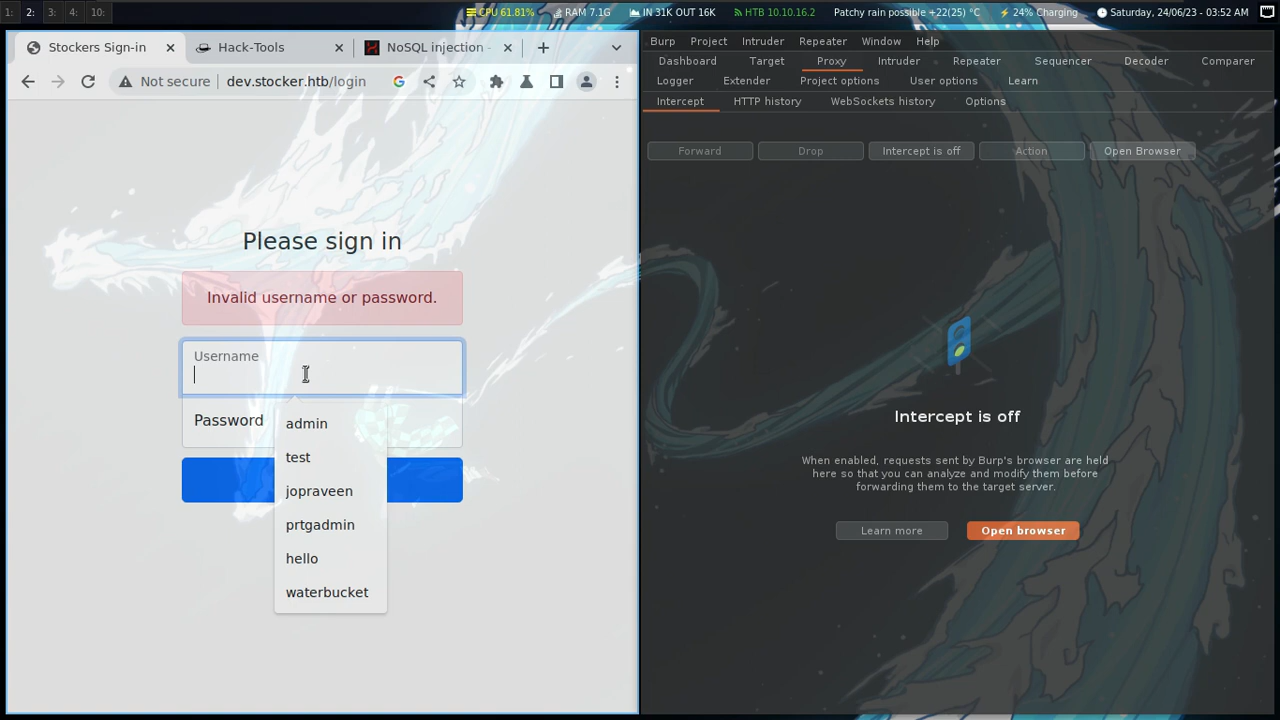 1: 2: 3: 4: 10: CPU 61.81% RAM 7.1G IN 31K OUT 16K HTB 10.10.16.2 Patchy rain possible +22(25) °C 24% Charging Saturday, 24/06/23 - 03:52 AM
Stockers Sign-in Hack-Tools NoSQL injection -
Not secure dev.stocker.htb/login
Please sign in
Invalid username or password.
Username
Password
admin
test
jopraveen
prtgadmin
hello
waterbucket
Burp Project Intruder Repeater Window Help
Dashboard Target Proxy Intruder Repeater Sequencer Decoder Comparer
Logger Extender Project options User options Learn
Intercept HTTP history WebSockets history Options
Forward Drop Intercept is off Action Open Browser
Intercept is off
When enabled, requests sent by Burp's browser are held
here so that you can analyze and modify them before
forwarding them to the target server.
Learn more Open browser